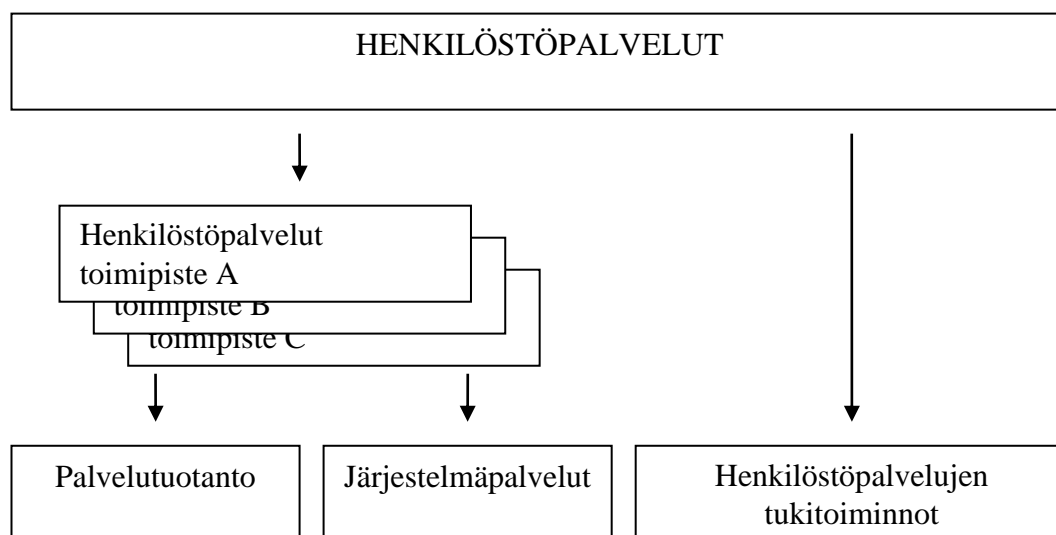 HENKILÖSTÖPALVELUT
Henkilöstöpalvelut
toimipiste A
toimipiste B
toimipiste C
Palvelutuotanto
Järjestelmäpalvelut
Henkilöstöpalvelujen
tukitoiminnot